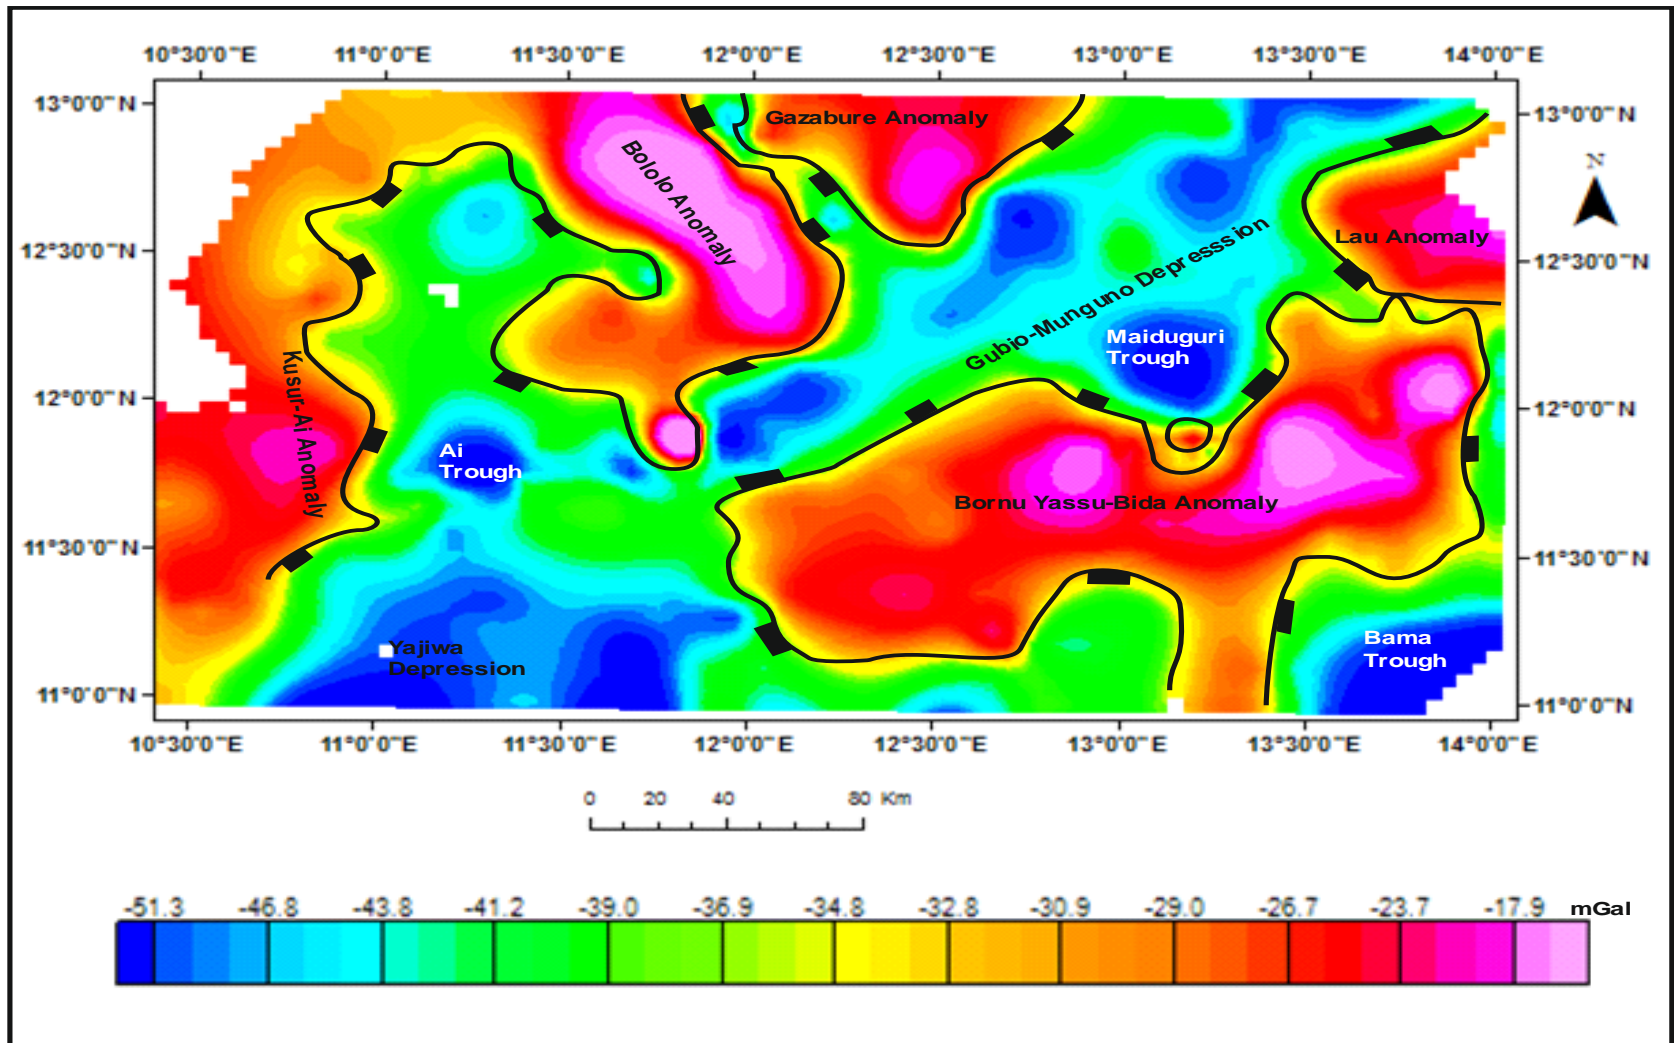 10°30'0"E 11°0'0"E 11°30'0"E 12°0'0"E 12°30'0"E 13°0'0"E 13°30'0"E 14°0'0"E
13°0'0"N
12°30'0"N
12°0'0"N
11°30'0"N
11°0'0"N
Gazabure Anomaly
Bololo Anomaly
Lau Anomaly
Gubio-Munguno Depresssion
Maiduguri
Trough
Kusur-Ai Anomaly
Ai
Trough
Bornu Yassu-Bida Anomaly
Yajiwa
Depression
Bama
Trough
13°0'0"N
N
12°30'0"N
12°0'0"N
11°30'0"N
11°0'0"N
10°30'0"E 11°0'0"E 11°30'0"E 12°0'0"E 12°30'0"E 13°0'0"E 13°30'0"E 14°0'0"E
0 20 40 80 Km
-51.3 -46.8 -43.8 -41.2 -39.0 -36.9 -34.8 -32.8 -30.9 -29.0 -26.7 -23.7 -17.9 mGal